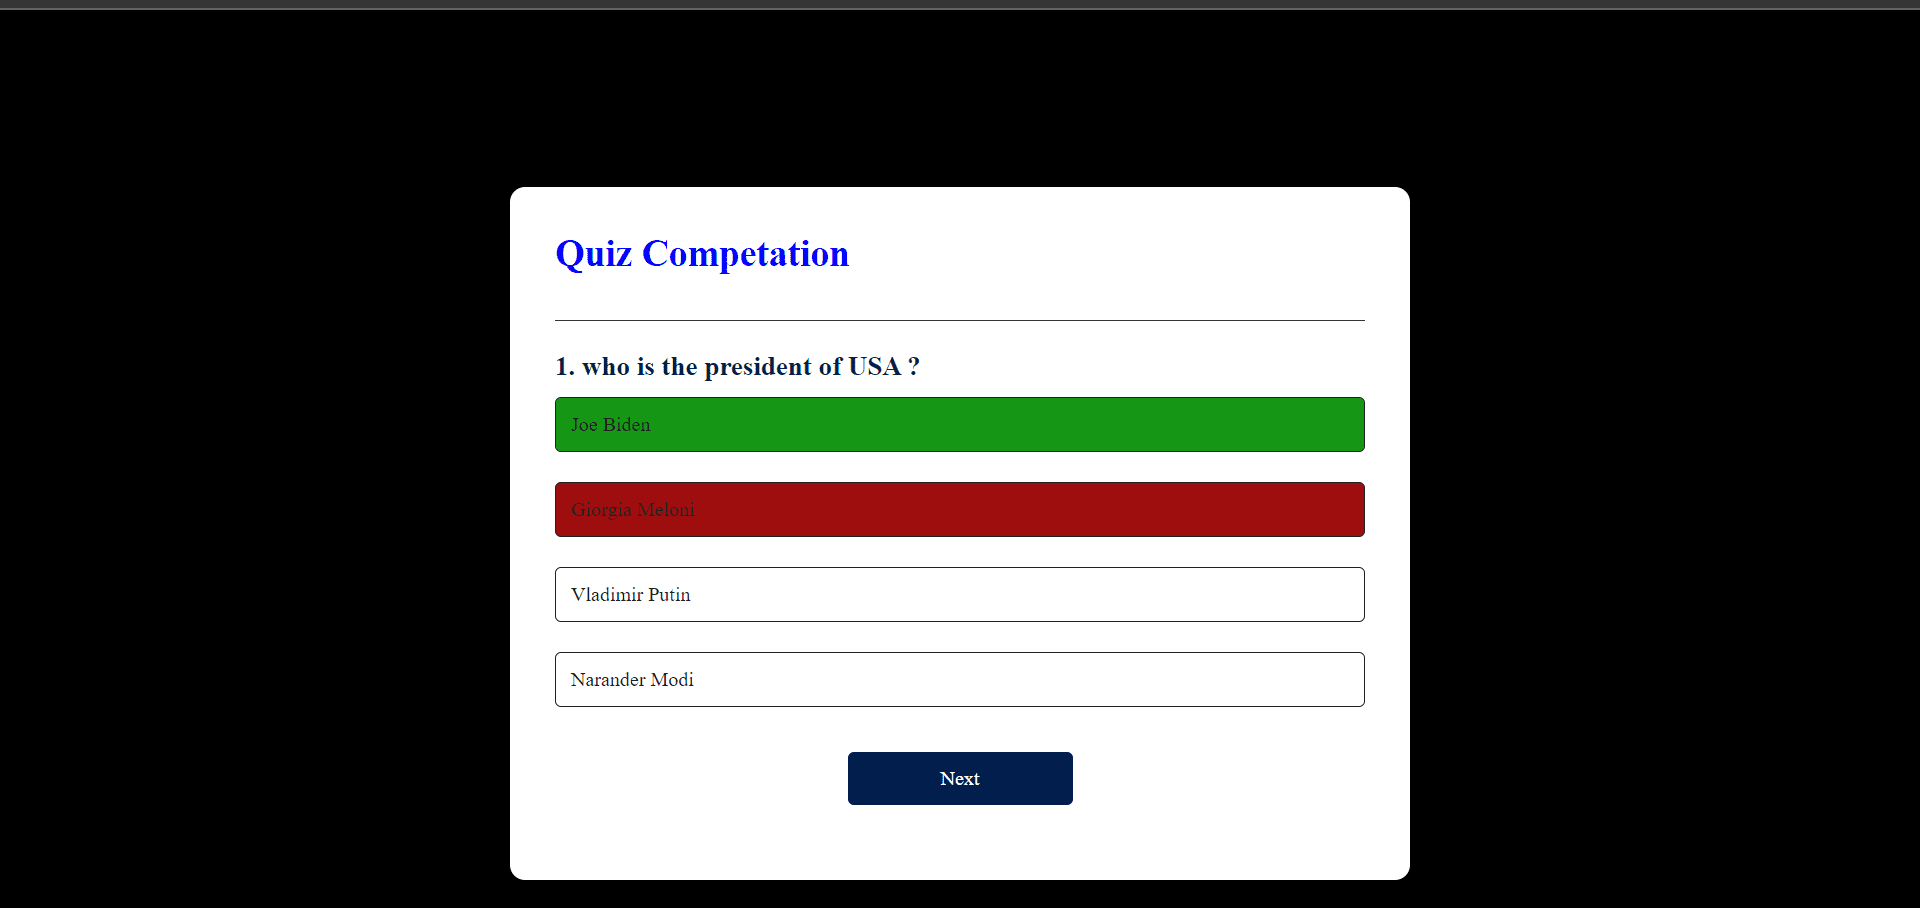 Quiz Competation
1. who is the president of USA ?
Joe Biden
Giorgia Meloni
Vladimir Putin
Narander Modi
Next